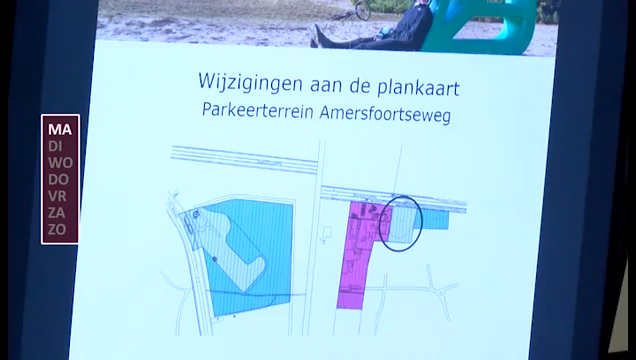 Wijzigingen aan de plankaart
Parkeerterrein Amersfoortseweg
MA
DI
WO
DO
VR
ZA
ZO